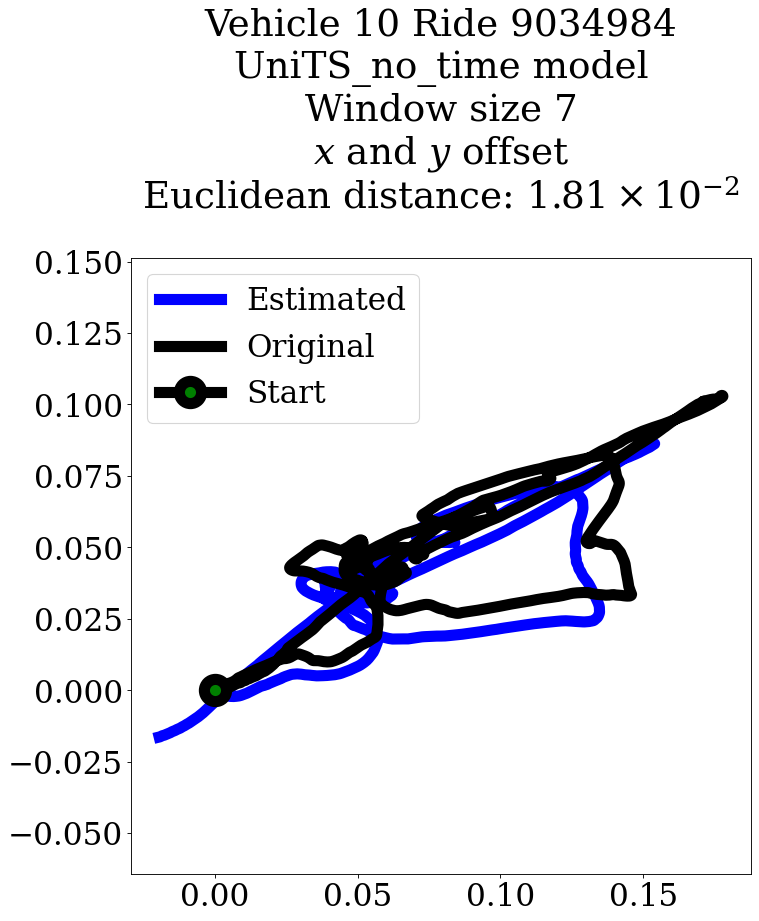 Vehicle 10 Ride 9034984
UniTS_no_time model
Window size 7
x and y offset
Euclidean distance: 1.81 × 10⁻²
0.150
0.125
0.100
0.075
0.050
0.025
0.000
−0.025
−0.050
Estimated
Original
Start
0.00 0.05 0.10 0.15